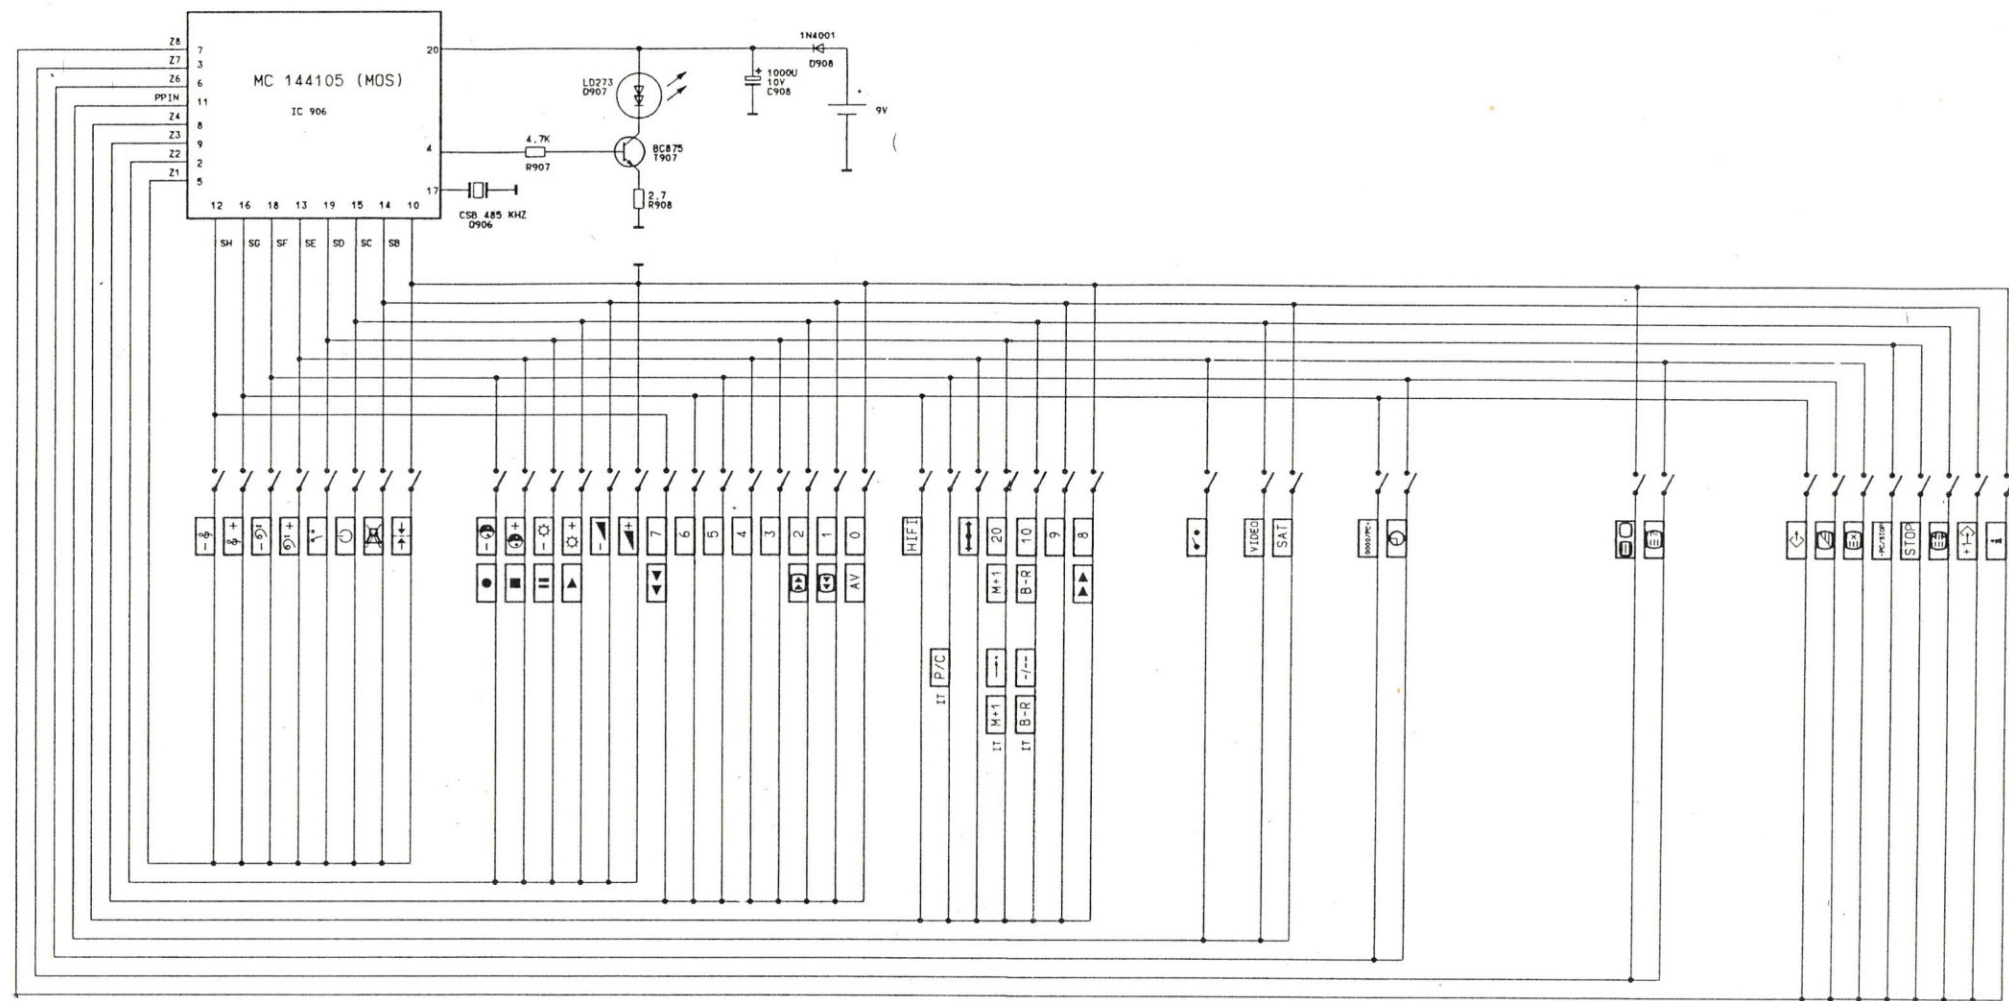 Z8
7
Z7
3
Z6
6
PPIN
11
Z4
8
Z3
9
Z2
2
Z1
5
MC 144105 (MOS)
IC 906
20
4
17
12 16 18 13 19 15 14 10
SH SG SF SE SD SC SB
LD273
D907
+ 1000U
10V
C908
1N4001
D908
9V
4,7K
R907
BC875
T907
2,7
R908
CSB 485 KHZ
Q906
7
6
5
4
3
2
1
0
AV
HIFI
P/C
IT
20
M+1
M+1
IT
10
B-R
-/--
B-R
IT
9
8
VIDEO
SAT
-PC/STOP
STOP